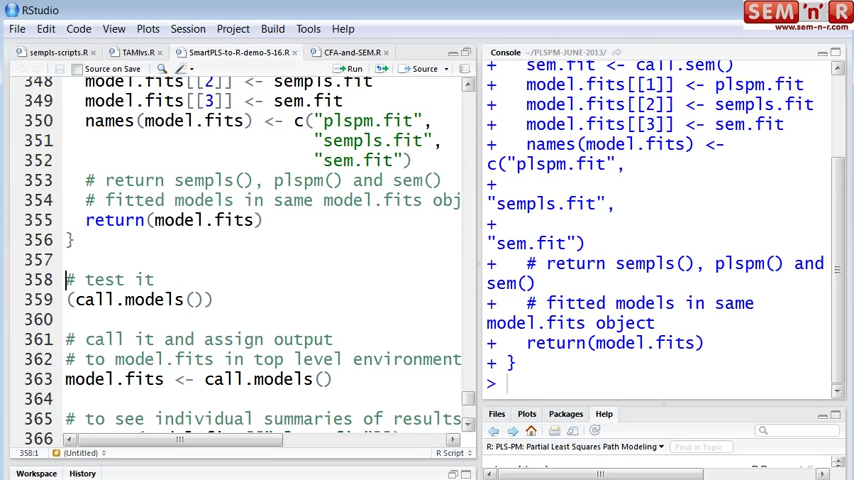 RStudio
SEM 'n' R
www.sem-n-r.com
File Edit Code View Plots Session Project Build Tools Help
sempls-scripts.R TAMlvs.R SmartPLS-to-R-demo-5-16.R CFA-and-SEM.R
Source on Save Run Source
348 model.fits[[2]] <- sempls.fit
349 model.fits[[3]] <- sem.fit
350 names(model.fits) <- c("plspm.fit",
351 "sempls.fit",
352 "sem.fit")
353 # return sempls(), plspm() and sem()
354 # fitted models in same model.fits obj
355 return(model.fits)
356 }
357
358 # test it
359 (call.models())
360
361 # call it and assign output
362 # to model.fits in top level environment
363 model.fits <- call.models()
364
365 # to see individual summaries of results
366
358:1 (Untitled) R Script
Workspace History
Console ~/PLSPM-JUNE-2013/
+ sem.fit <- call.sem()
+ model.fits[[1]] <- plspm.fit
+ model.fits[[2]] <- sempls.fit
+ model.fits[[3]] <- sem.fit
+ names(model.fits) <-
c("plspm.fit",
+
"sempls.fit",
+
"sem.fit")
+ # return sempls(), plspm() and
sem()
+ # fitted models in same
model.fits object
+ return(model.fits)
+ }
>
Files Plots Packages Help
R: PLS-PM: Partial Least Squares Path Modeling Find in Topic